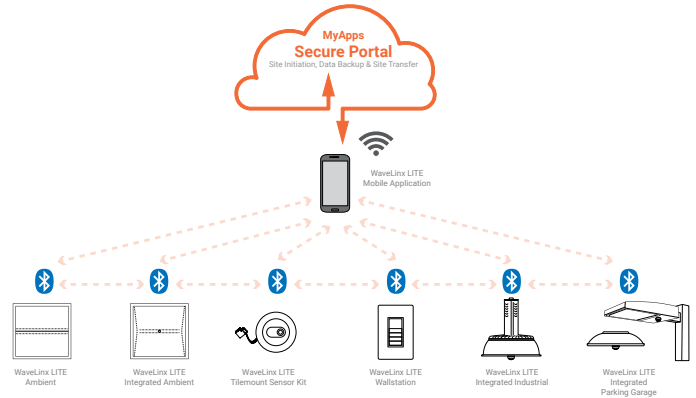 MyApps
Secure Portal
Site Initiation, Data Backup & Site Transfer
WaveLinx LITE
Mobile Application
WaveLinx LITE
Ambient
WaveLinx LITE
Integrated Ambient
WaveLinx LITE
Tilemount Sensor Kit
WaveLinx LITE
Wallstation
WaveLinx LITE
Integrated Industrial
WaveLinx LITE
Integrated
Parking Garage